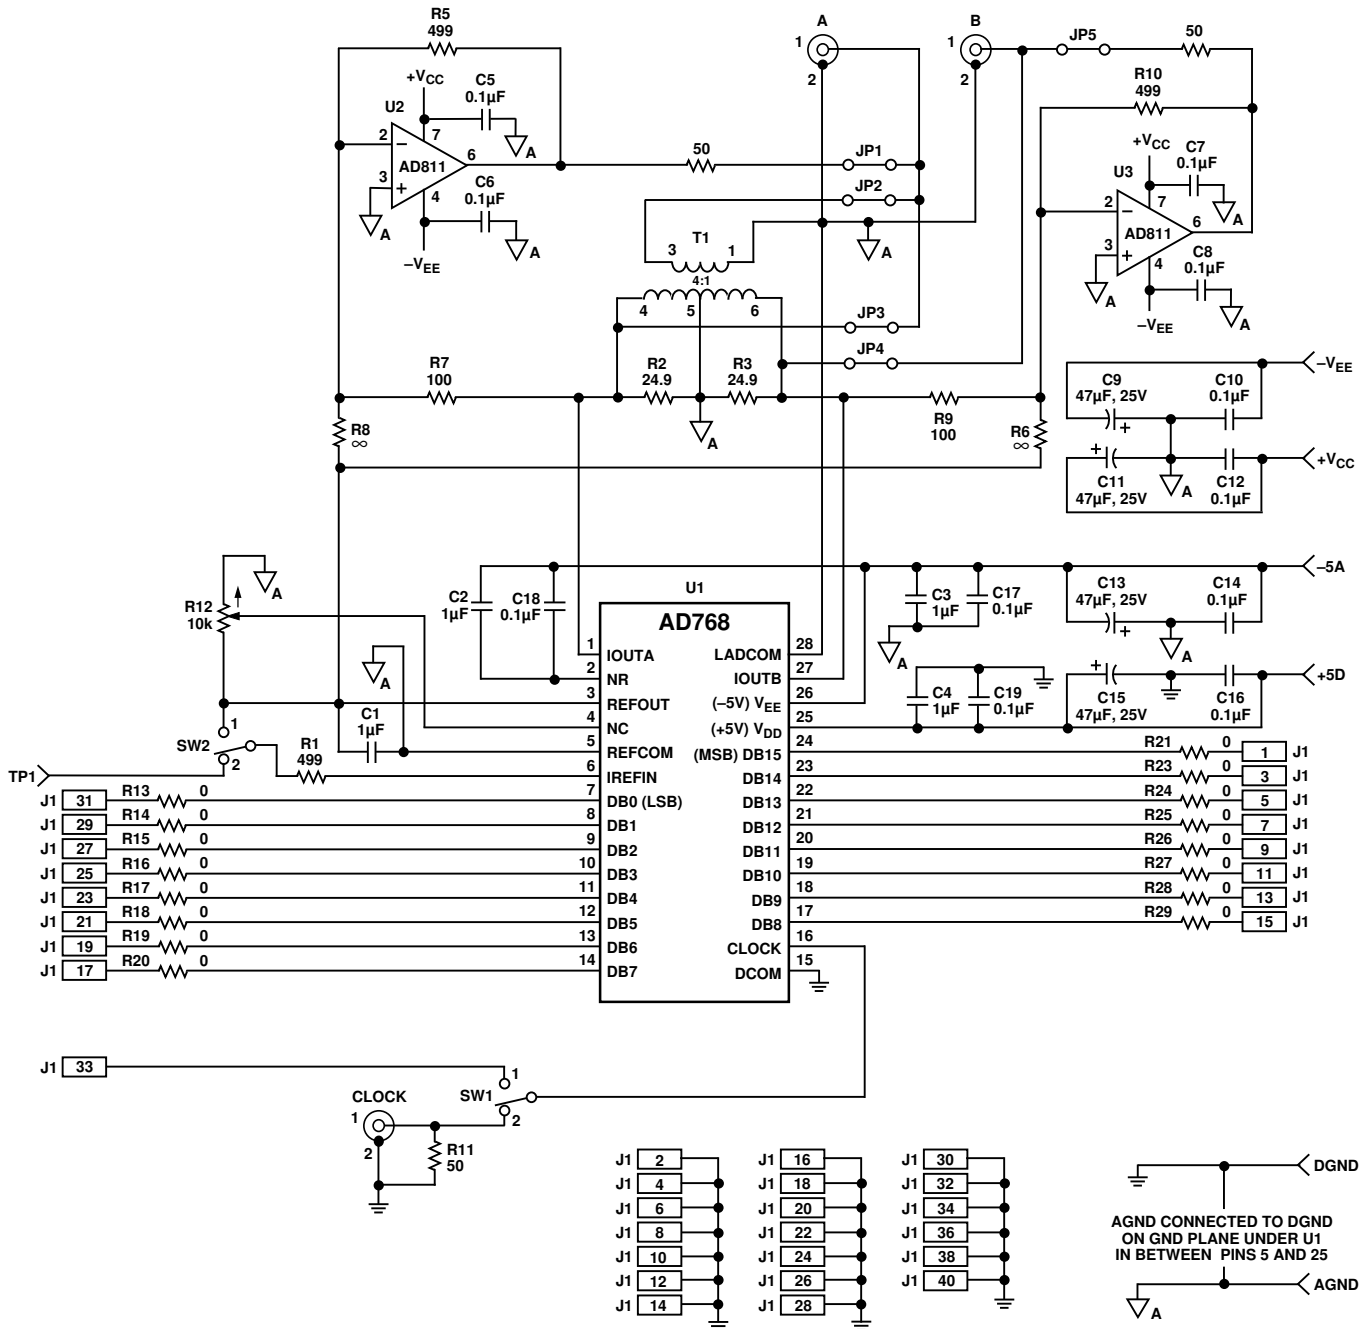 R5
499
A
B
1
2
1
2
JP5
50
R10
499
+VCC
C5
0.1µF
U2
2
7
A
6
AD811
3
4
C6
0.1µF
A
A
−VEE
50
JP1
JP2
+VCC
C7
0.1µF
U3
2
7
A
6
AD811
3
4
C8
0.1µF
A
A
−VEE
A
T1
3
1
4:1
4
5
6
JP3
JP4
R7
100
R2
24.9
R3
24.9
A
R9
100
R8
∞
R6
∞
−VEE
C9
47µF, 25V
C10
0.1µF
+VCC
A
C11
47µF, 25V
C12
0.1µF
−5A
C13
47µF, 25V
C14
0.1µF
A
+5D
C15
47µF, 25V
C16
0.1µF
A
R12
10k
C2
1µF
C18
0.1µF
C3
1µF
C17
0.1µF
A
C4
1µF
C19
0.1µF
A
C1
1µF
1
SW2
2
R1
499
TP1
U1
AD768
1
IOUTA
2
NR
3
REFOUT
4
NC
5
REFCOM
6
IREFIN
7
DB0 (LSB)
8
DB1
9
DB2
10
DB3
11
DB4
12
DB5
13
DB6
14
DB7
28
LADCOM
27
IOUTB
26
(–5V) VEE
25
(+5V) VDD
24
(MSB) DB15
23
DB14
22
DB13
21
DB12
20
DB11
19
DB10
18
DB9
17
DB8
16
CLOCK
15
DCOM
J1 31 R13 0
J1 29 R14 0
J1 27 R15 0
J1 25 R16 0
J1 23 R17 0
J1 21 R18 0
J1 19 R19 0
J1 17 R20 0
R21 0 1 J1
R23 0 3 J1
R24 0 5 J1
R25 0 7 J1
R26 0 9 J1
R27 0 11 J1
R28 0 13 J1
R29 0 15 J1
J1 33
1
SW1
2
CLOCK
1
2
R11
50
J1 2
J1 4
J1 6
J1 8
J1 10
J1 12
J1 14
J1 16
J1 18
J1 20
J1 22
J1 24
J1 26
J1 28
J1 30
J1 32
J1 34
J1 36
J1 38
J1 40
DGND
AGND CONNECTED TO DGND
ON GND PLANE UNDER U1
IN BETWEEN PINS 5 AND 25
AGND
A